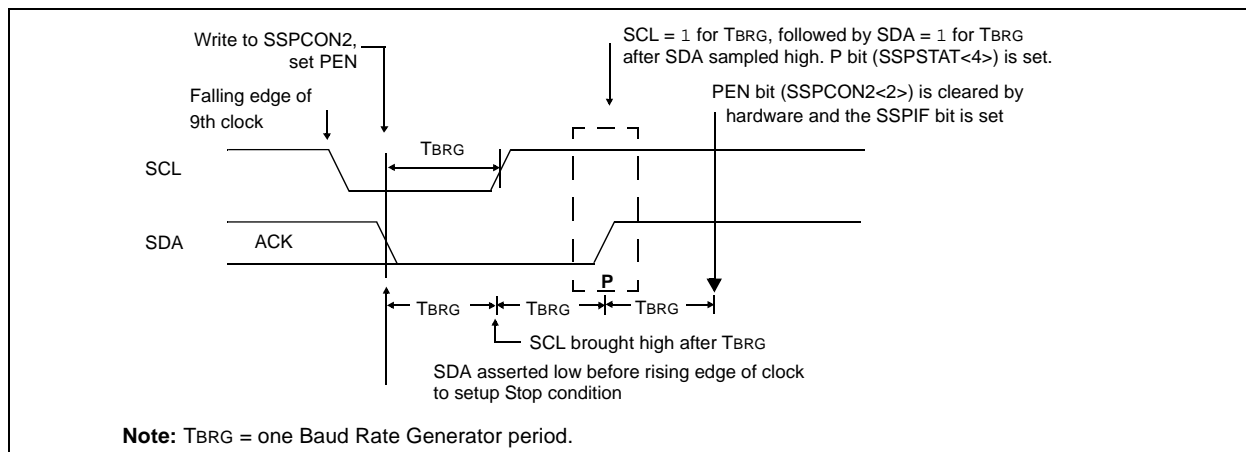 Write to SSPCON2,
set PEN
SCL = 1 for TBRG, followed by SDA = 1 for TBRG
after SDA sampled high. P bit (SSPSTAT<4>) is set.
Falling edge of
9th clock
PEN bit (SSPCON2<2>) is cleared by
hardware and the SSPIF bit is set
TBRG
SCL
SDA
ACK
P
TBRG
TBRG
TBRG
SCL brought high after TBRG
SDA asserted low before rising edge of clock
to setup Stop condition
Note: TBRG = one Baud Rate Generator period.